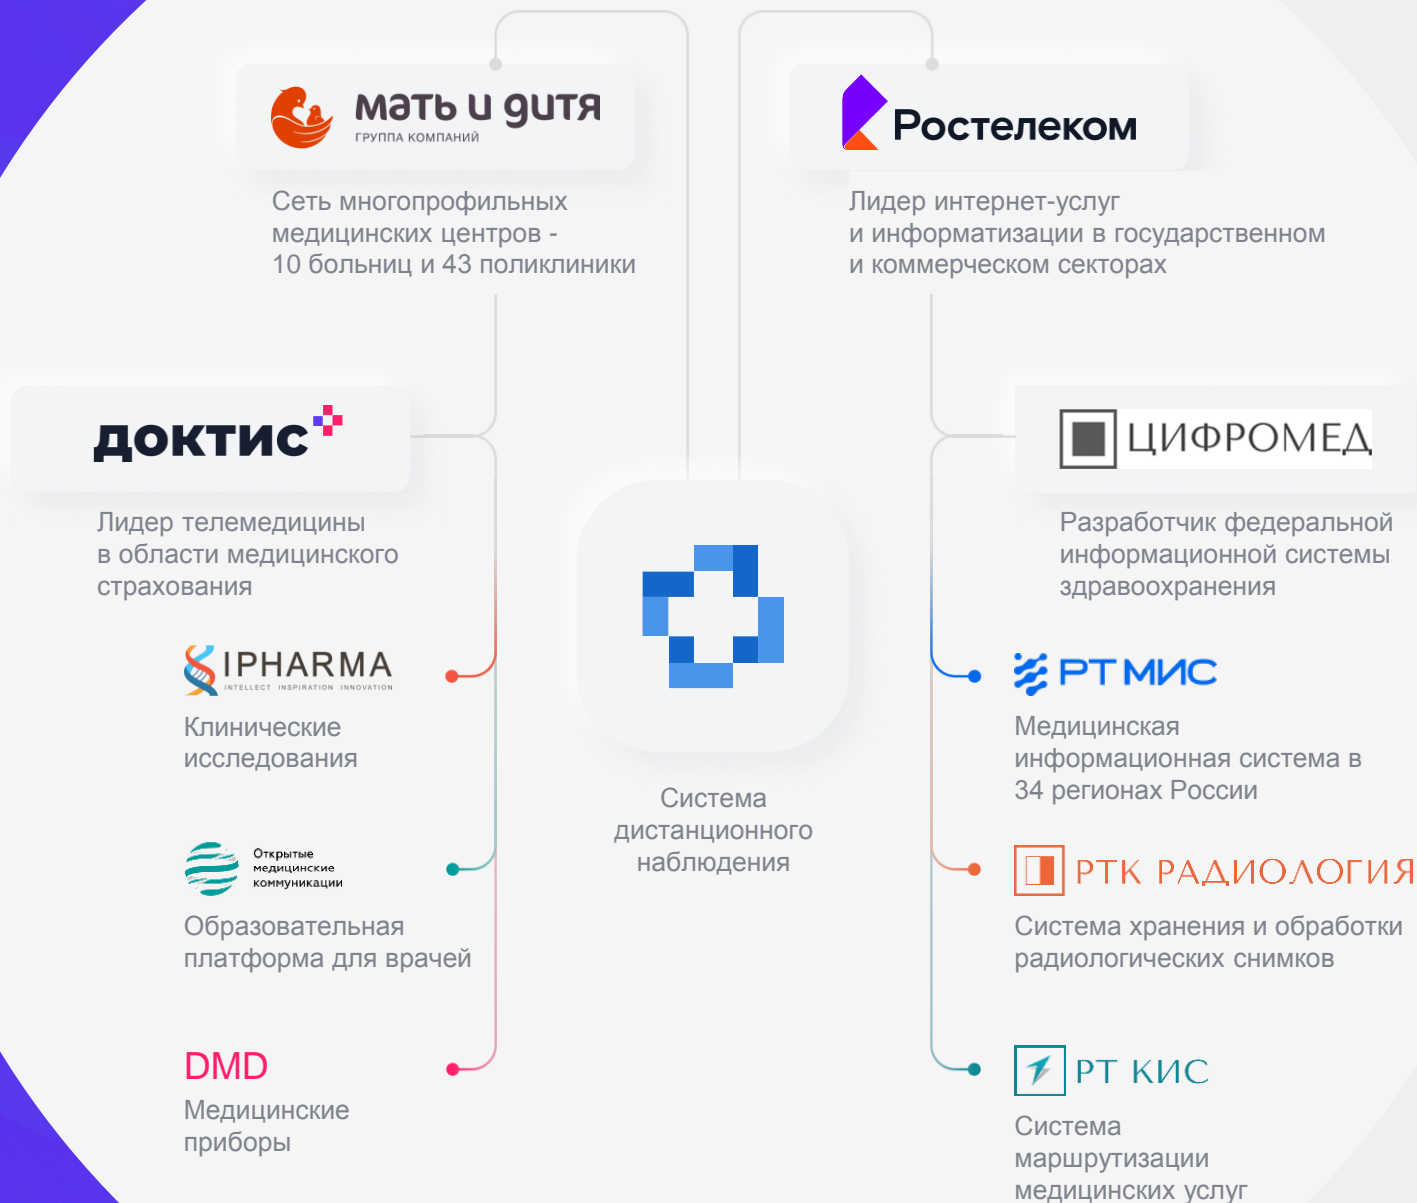 мать и дитя
ГРУППА КОМПАНИЙ
Сеть многопрофильных
медицинских центров -
10 больниц и 43 поликлиники
Ростелеком
Лидер интернет-услуг
и информатизации в государственном
и коммерческом секторах
доктис
Лидер телемедицины
в области медицинского
страхования
IPHARMA
INTELLECT INSPIRATION INNOVATION
Клинические
исследования
Открытые
медицинские
коммуникации
Образовательная
платформа для врачей
DMD
Медицинские
приборы
Система
дистанционного
наблюдения
ЦИФРОМЕД
Разработчик федеральной
информационной системы
здравоохранения
РТ МИС
Медицинская
информационная система в
34 регионах России
РТК РАДИОЛОГИЯ
Система хранения и обработки
радиологических снимков
РТ КИС
Система
маршрутизации
медицинских услуг